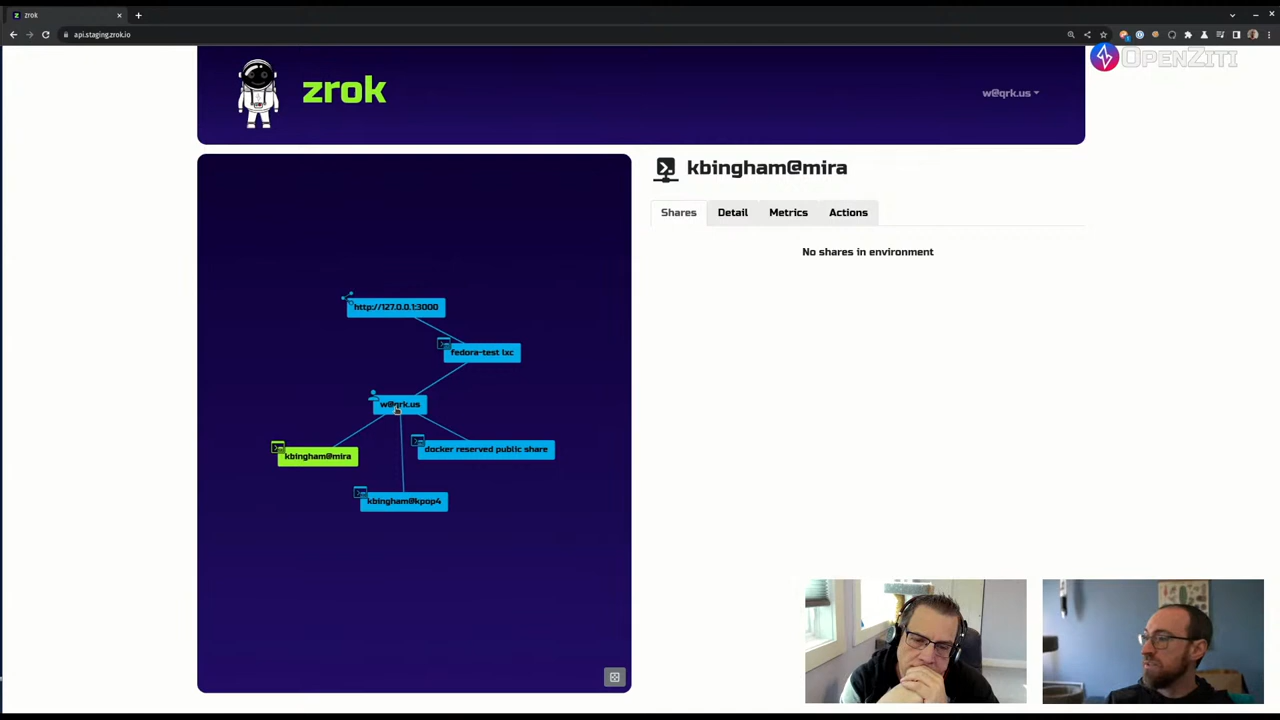 zrok
api.staging.zrok.io
OPENZITI
zrok
w@qrk.us
kbingham@mira
Shares
Detail
Metrics
Actions
No shares in environment
http://127.0.0.1:3000
fedora-test lxc
w@qrk.us
docker reserved public share
kbingham@mira
kbingham@kpop4